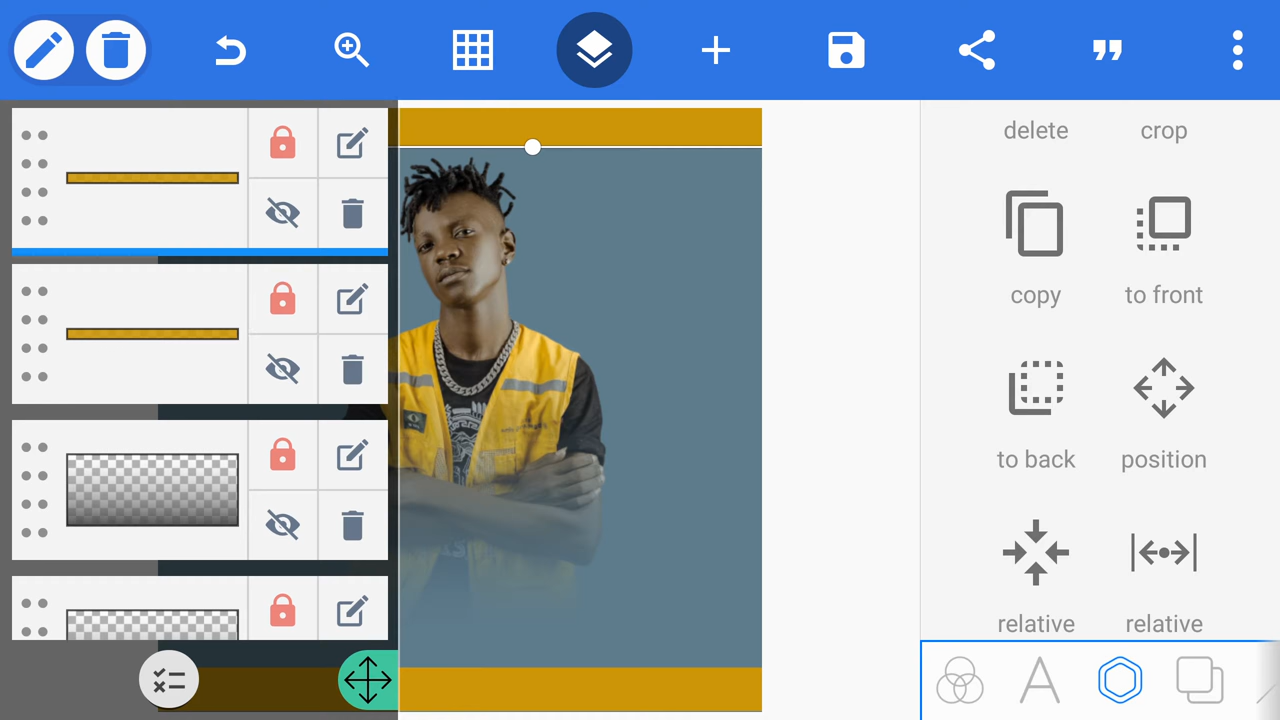 delete crop
copy to front
to back position
relative relative